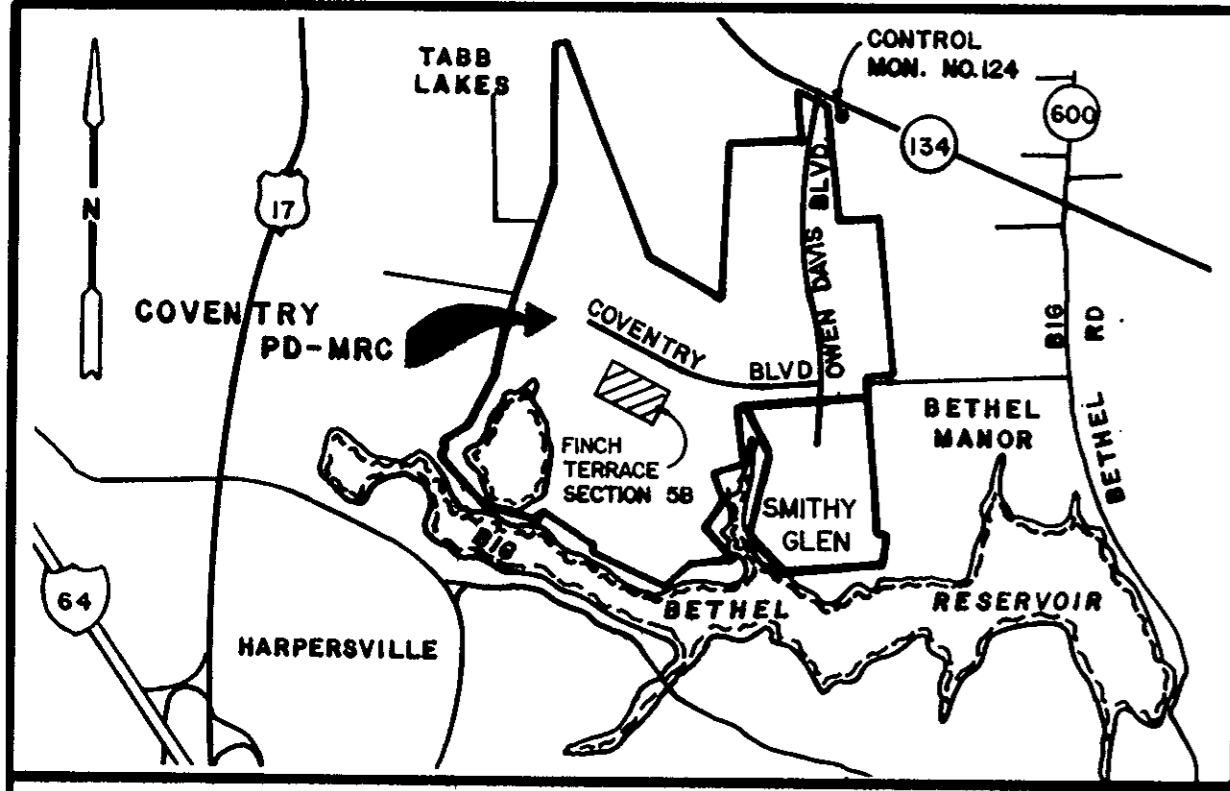 TABB
LAKES
CONTROL
MON. NO. 124
600
134
N
17
OWEN DAVIS BLVD.
BIG
BETHEL RD
COVENTRY
PD-MRC
COVENTRY
BLVD
BETHEL
MANOR
FINCH
TERRACE
SECTION 5B
SMITHY
GLEN
64
HARPERSVILLE
BIG
BETHEL
RESERVOIR